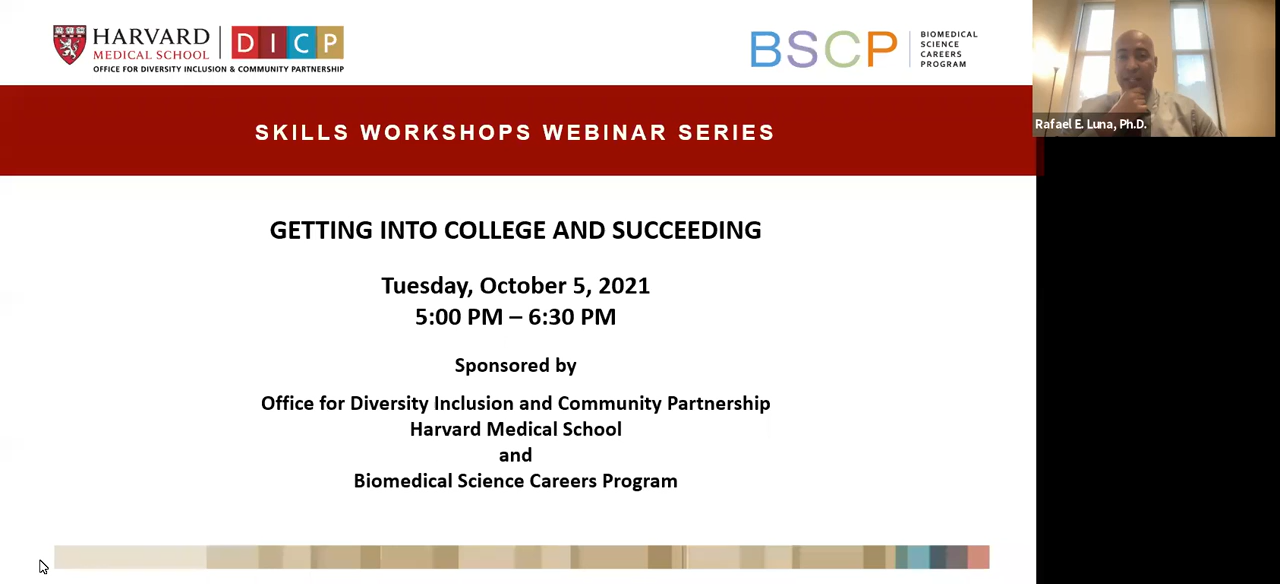 HARVARD
MEDICAL SCHOOL
D I C P
OFFICE FOR DIVERSITY INCLUSION & COMMUNITY PARTNERSHIP
BSCP
BIOMEDICAL
SCIENCE
CAREERS
PROGRAM
Rafael E. Luna, Ph.D.
SKILLS WORKSHOPS WEBINAR SERIES
GETTING INTO COLLEGE AND SUCCEEDING
Tuesday, October 5, 2021
5:00 PM – 6:30 PM
Sponsored by
Office for Diversity Inclusion and Community Partnership
Harvard Medical School
and
Biomedical Science Careers Program